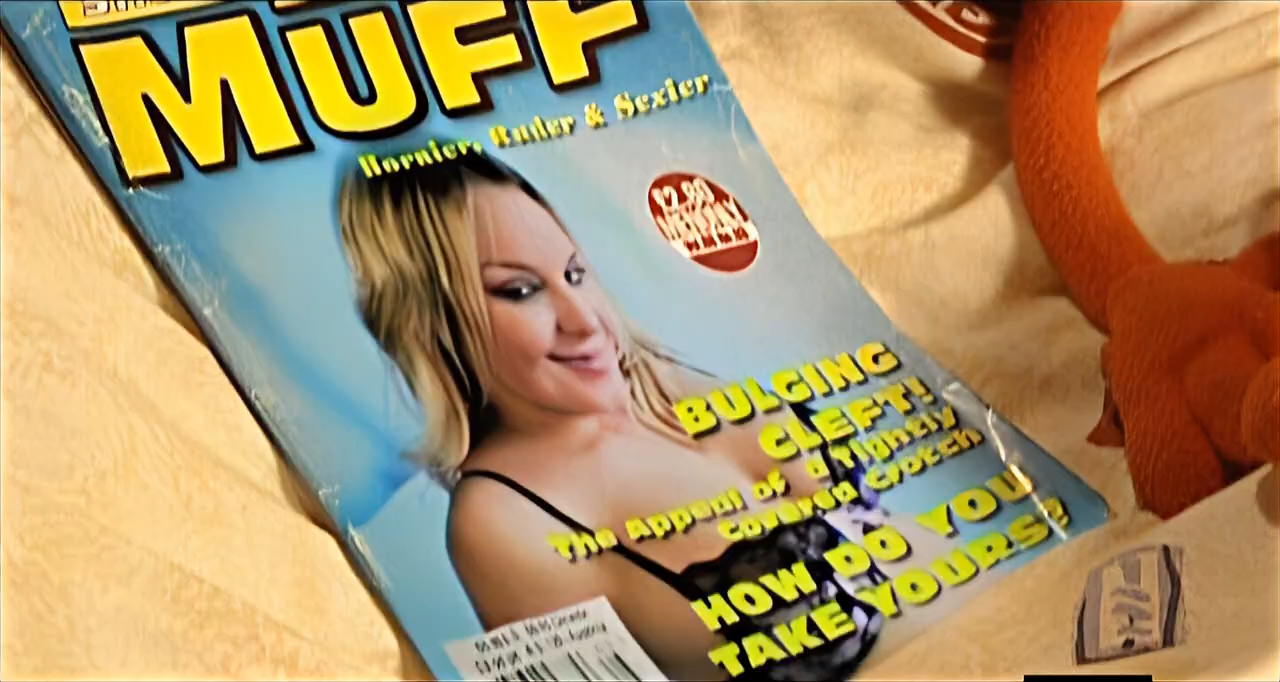 MUFF
Hornier, Ruder & Sexier
BULGING
CLEFT!
The Appeal of a Tightly
Covered Crotch
HOW DO YOU
TAKE YOURS?